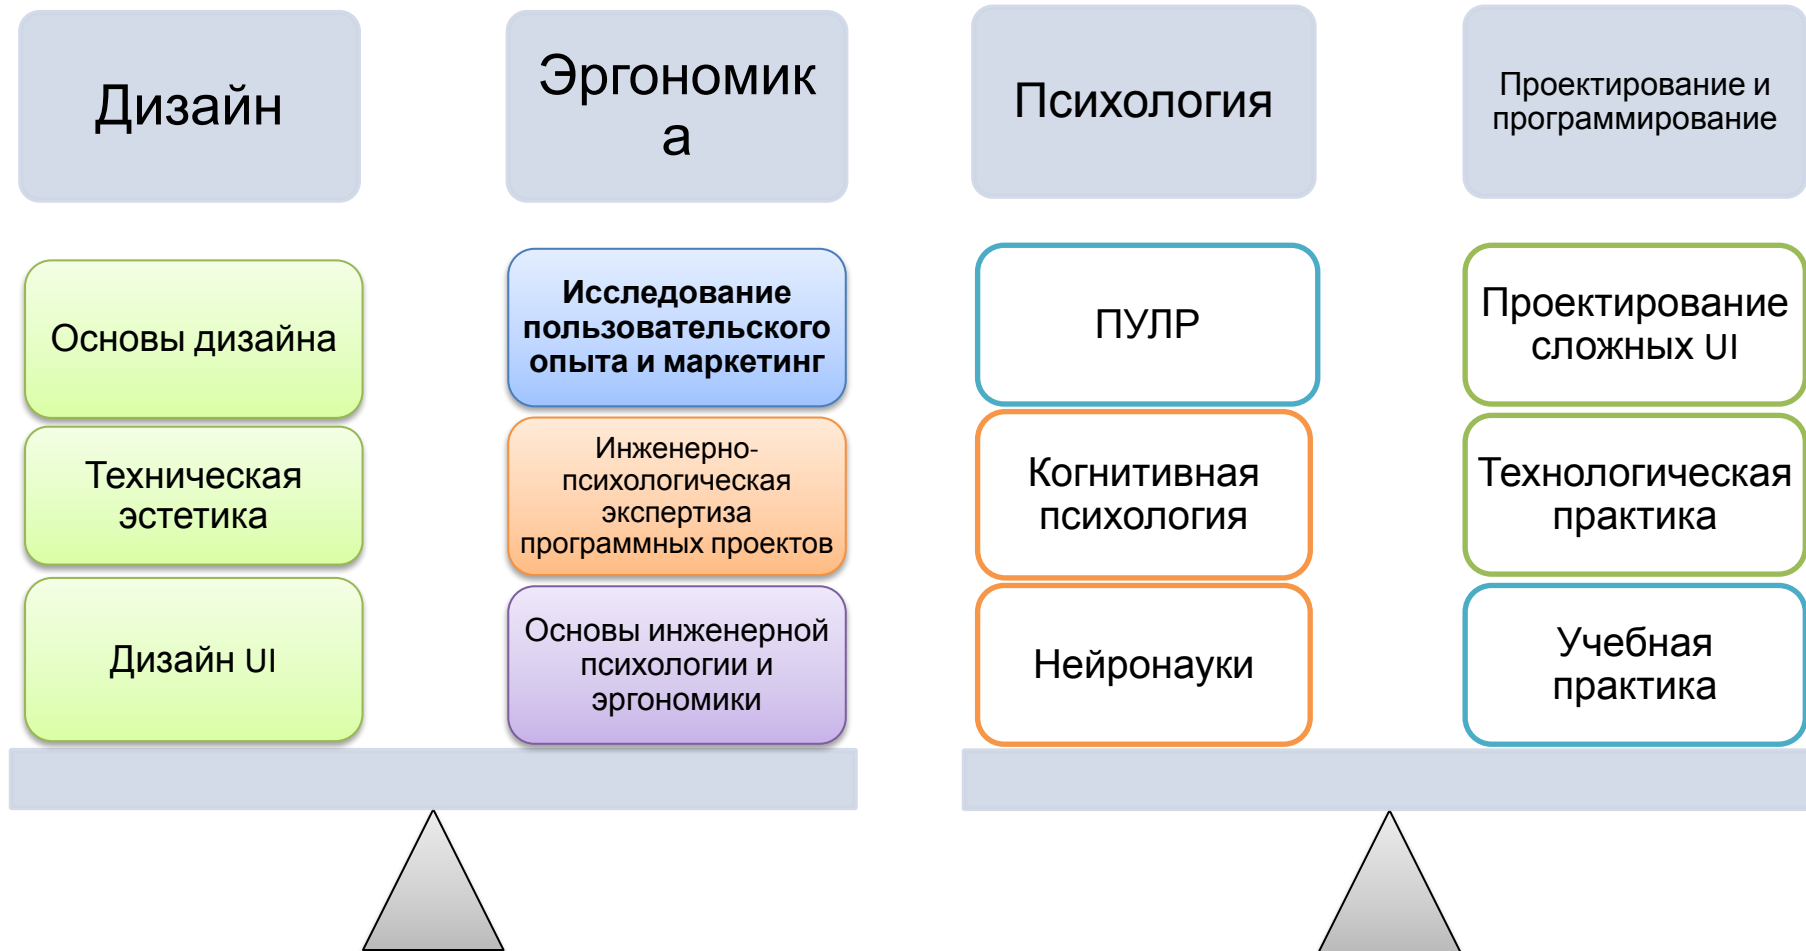 Дизайн
Эргономик
а
Психология
Проектирование и
программирование
Основы дизайна
Техническая
эстетика
Дизайн UI
Исследование
пользовательского
опыта и маркетинг
Инженерно-
психологическая
экспертиза
программных проектов
Основы инженерной
психологии и
эргономики
ПУЛР
Когнитивная
психология
Нейронауки
Проектирование
сложных UI
Технологическая
практика
Учебная
практика